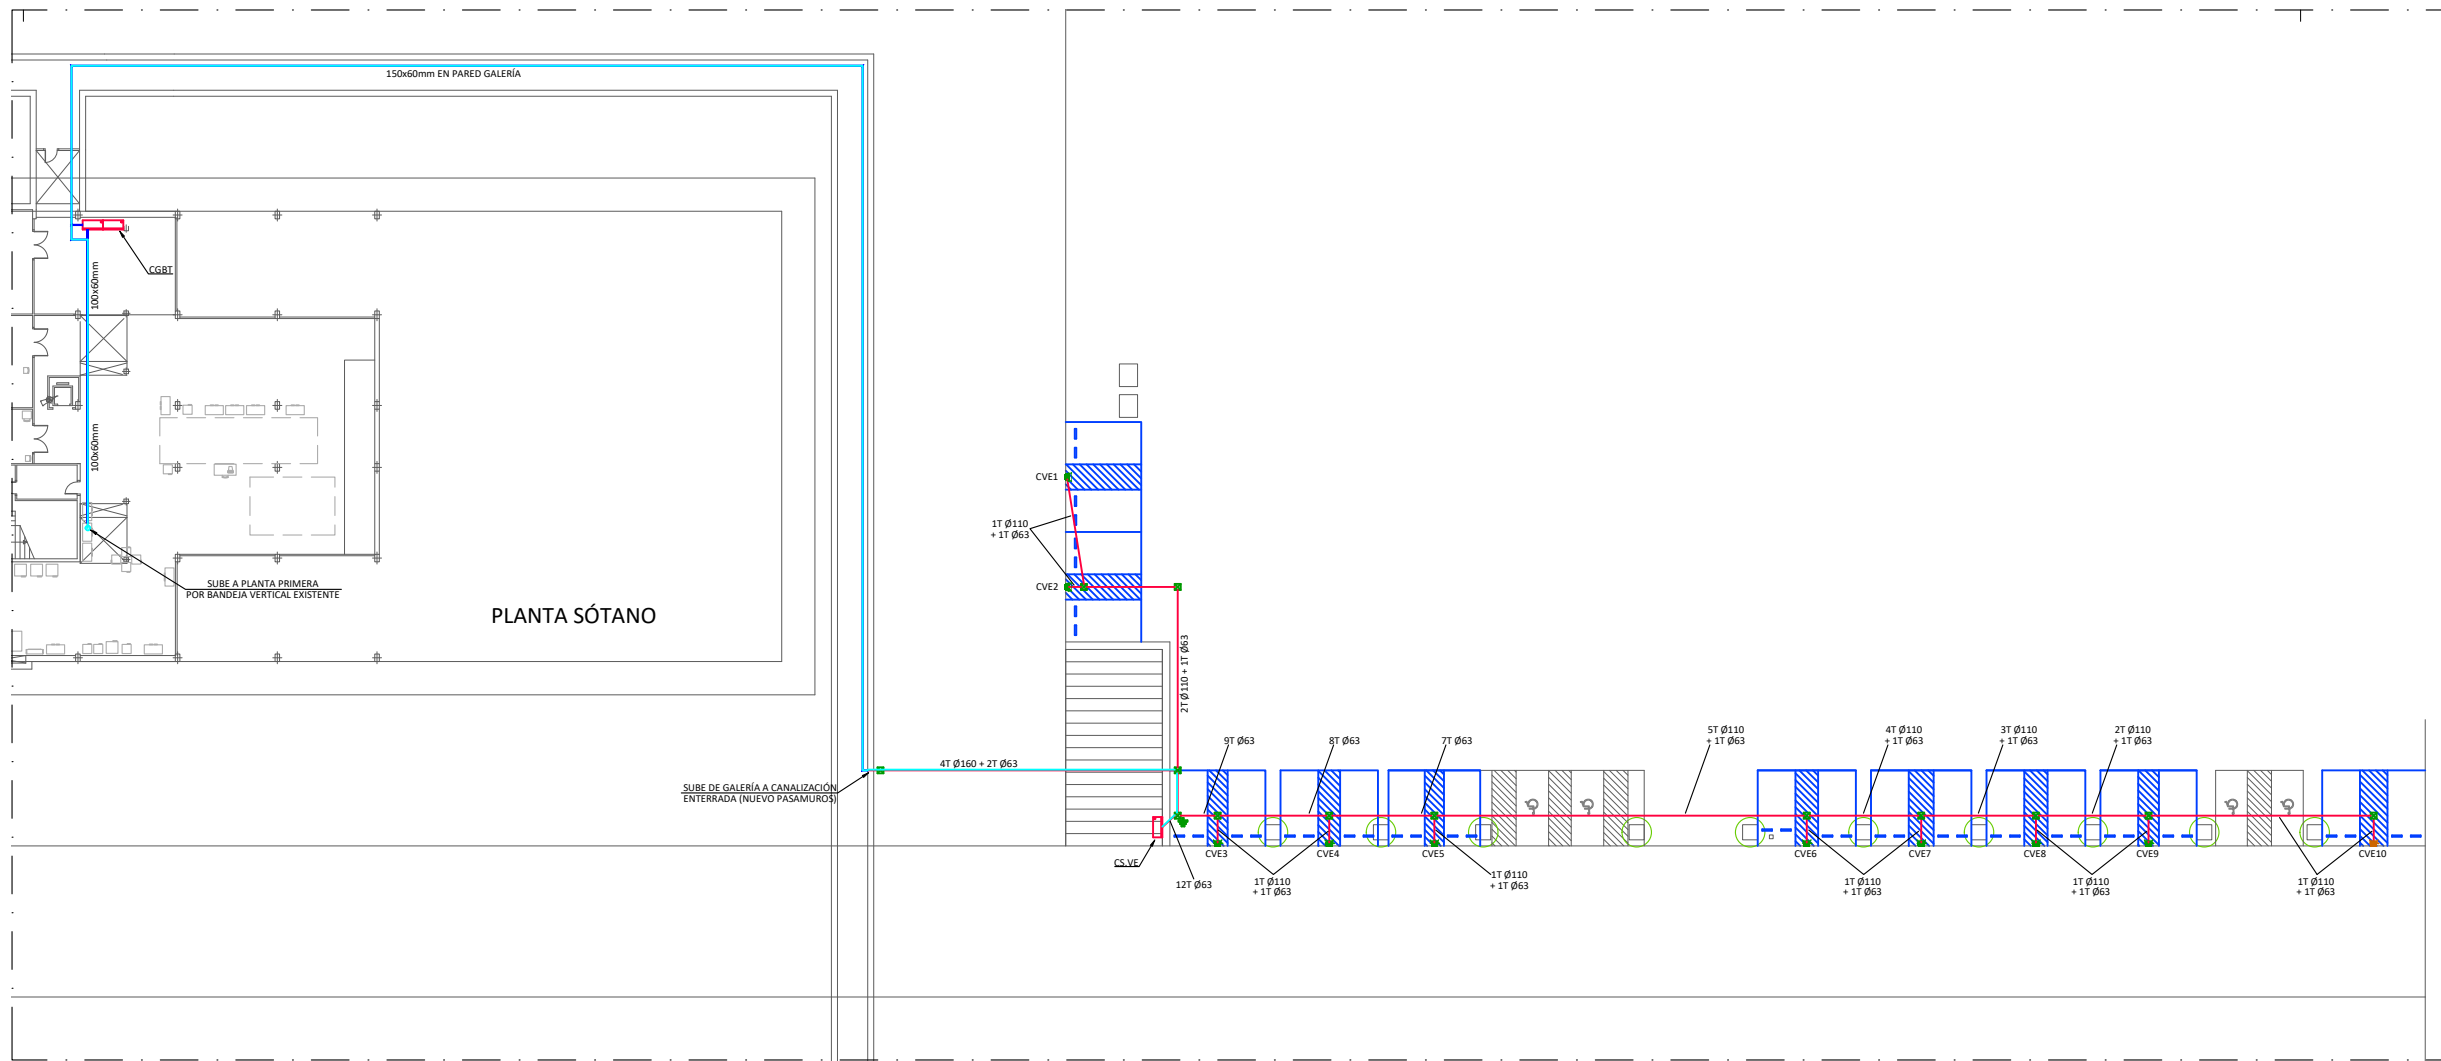 150x60mm EN PARED GALERÍA
CGBT
100x60mm
100x60mm
SUBE A PLANTA PRIMERA
POR BANDEJA VERTICAL EXISTENTE
PLANTA SÓTANO
CVE1
1T Ø110
+ 1T Ø63
CVE2
2T Ø110 + 1T Ø63
4T Ø160 + 2T Ø63
SUBE DE GALERÍA A CANALIZACIÓN
ENTERRADA (NUEVO PASAMUROS)
9T Ø63
8T Ø63
7T Ø63
5T Ø110
+ 1T Ø63
4T Ø110
+ 1T Ø63
3T Ø110
+ 1T Ø63
2T Ø110
+ 1T Ø63
CS.VE
CVE3
CVE4
CVE5
CVE6
CVE7
CVE8
CVE9
CVE10
12T Ø63
1T Ø110
+ 1T Ø63
1T Ø110
+ 1T Ø63
1T Ø110
+ 1T Ø63
1T Ø110
+ 1T Ø63
1T Ø110
+ 1T Ø63